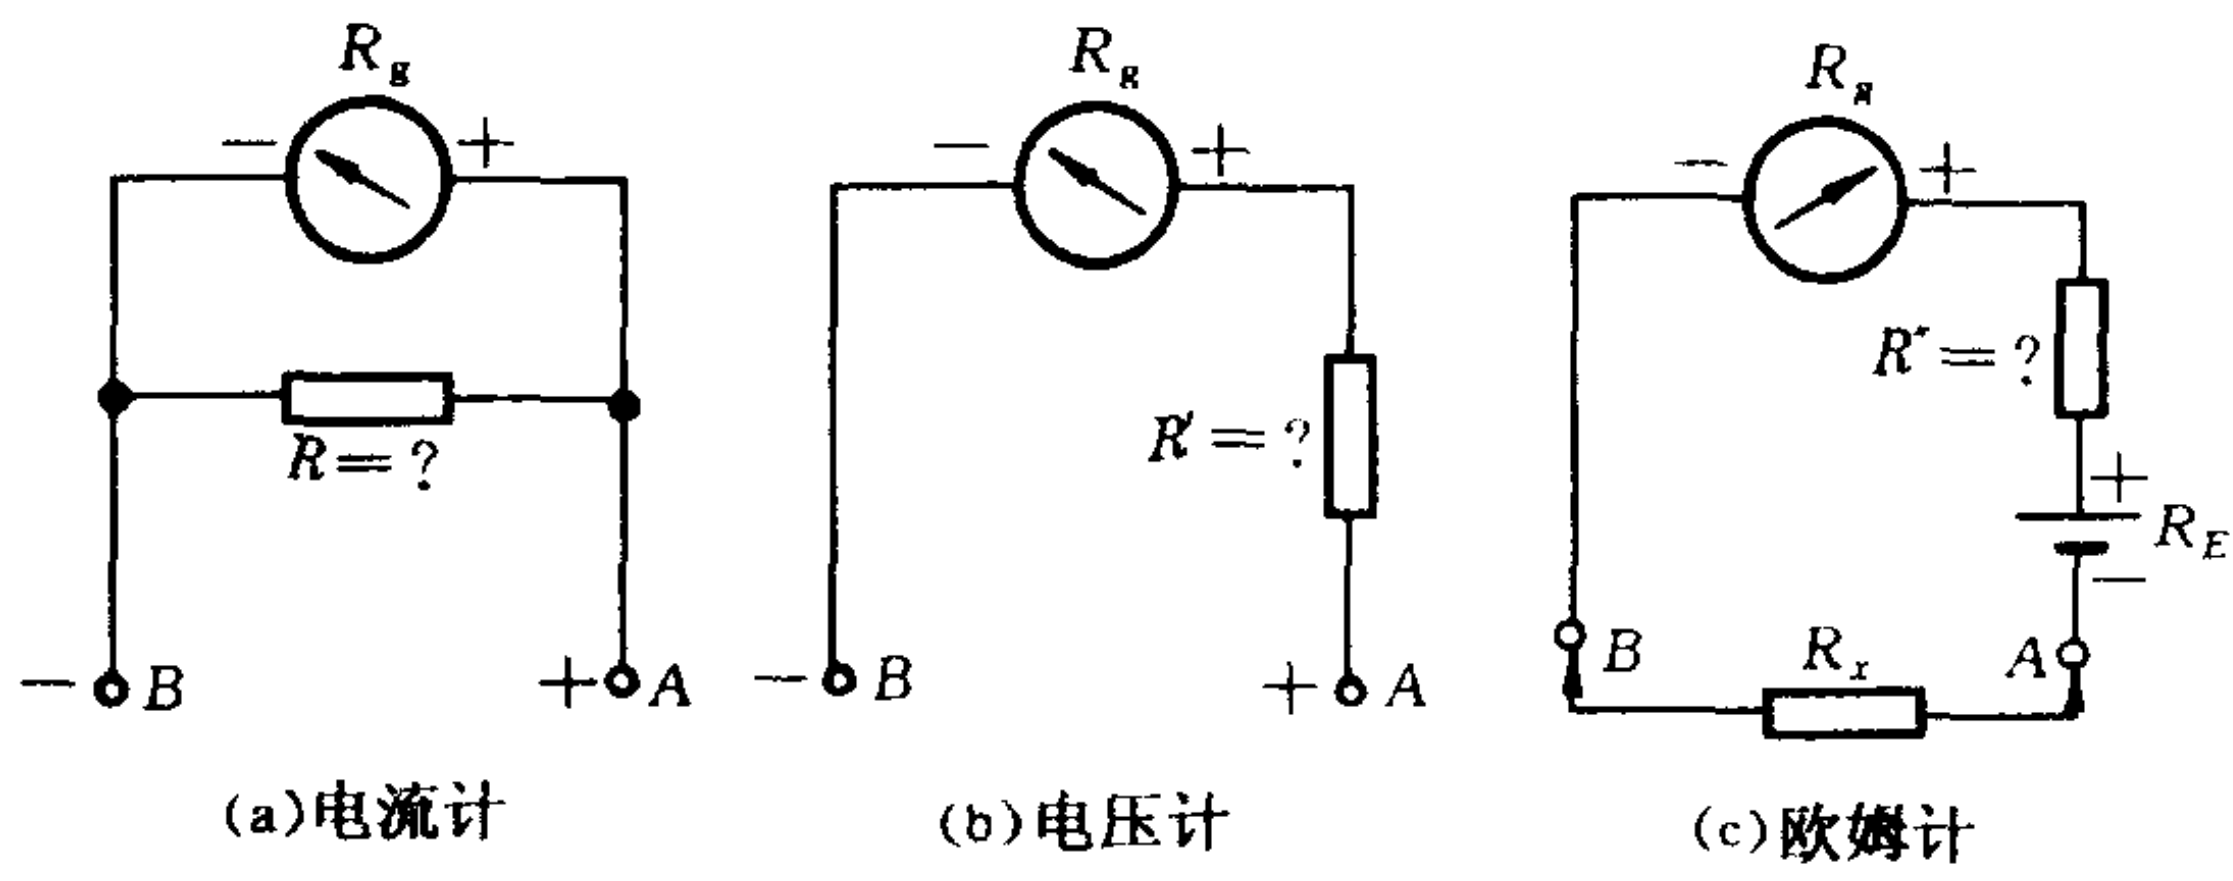 R_g
− +
R=?
− B + A
(a)电流计
R_g
− +
R′=?
− B + A
(b)电压计
R_g
− +
R″=?
+
R_E
−
B R_x A
(c)欧姆计